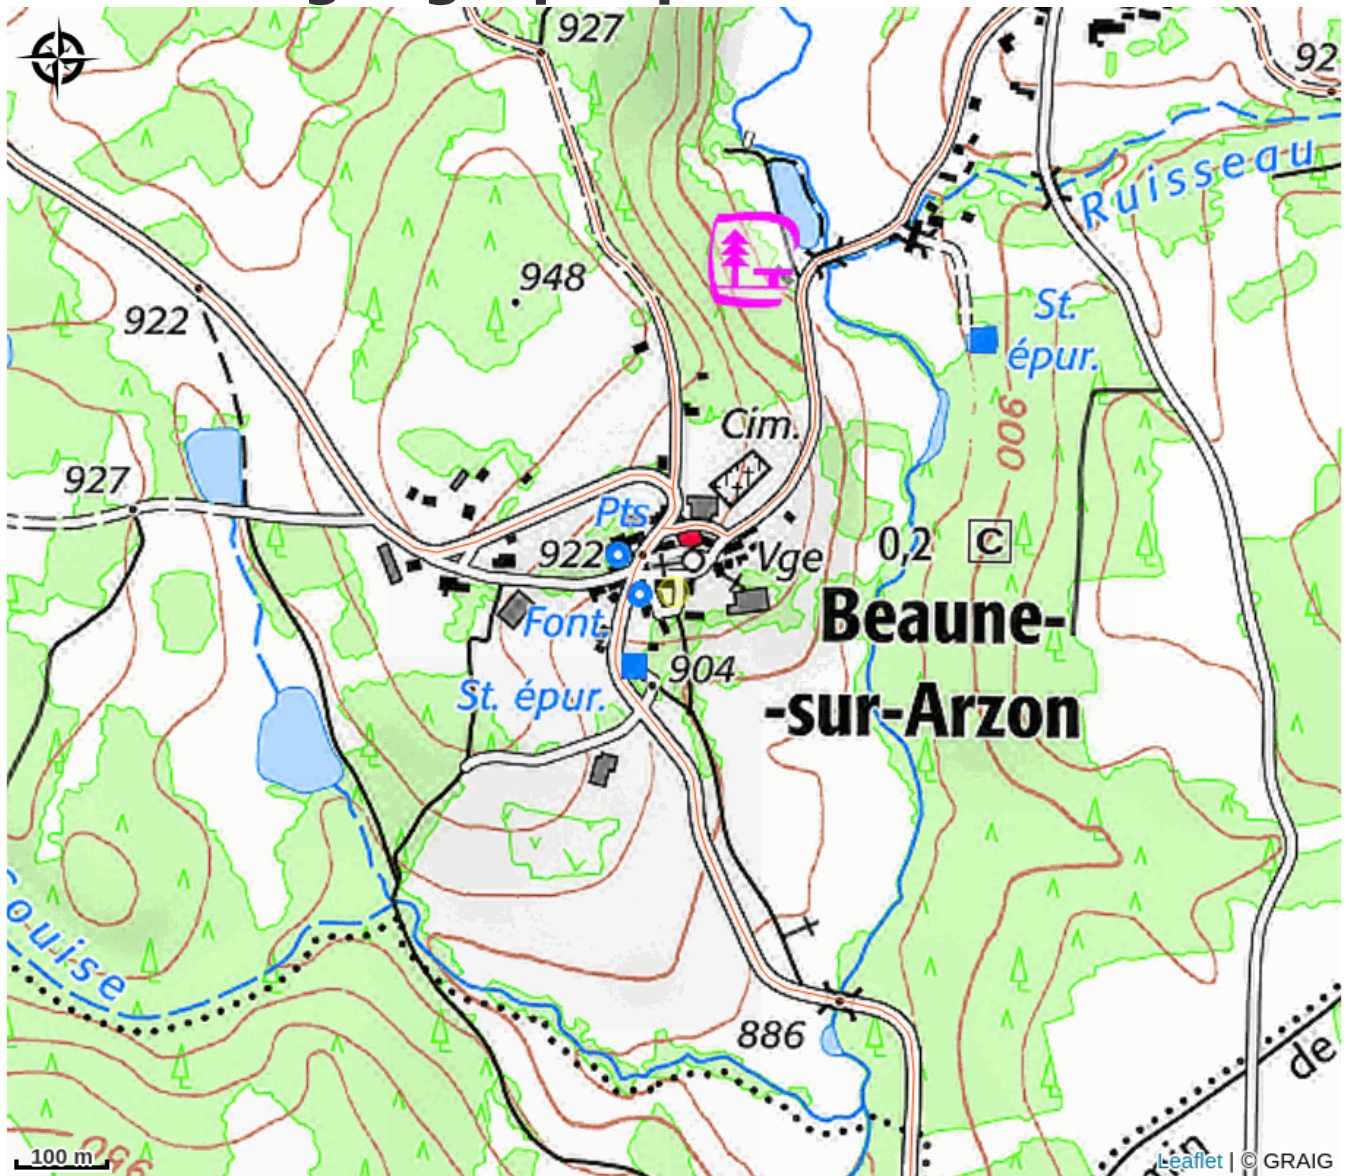 927
92
Ruisseau
948
922
St.
épur.
900
Cim.
927
Pts
922
Vge
0,2 C
Beaune-
-sur-Arzon
Font.
904
St. épur.
ouise
886
de
950
100 m
Leaflet | © GRAIG